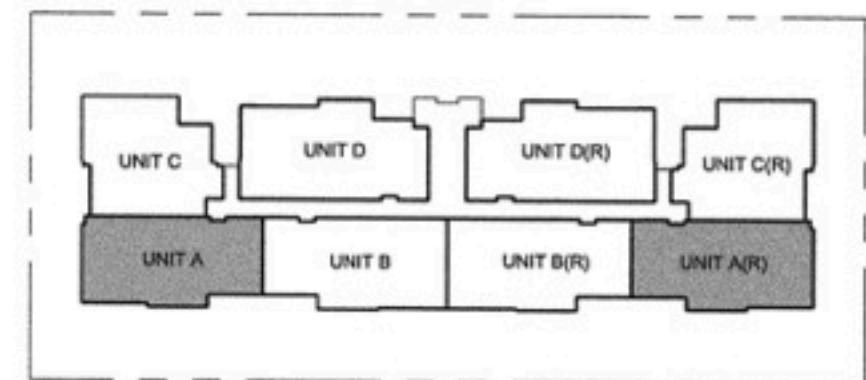 UNIT C
UNIT D
UNIT D(R)
UNIT C(R)
UNIT A
UNIT B
UNIT B(R)
UNIT A(R)